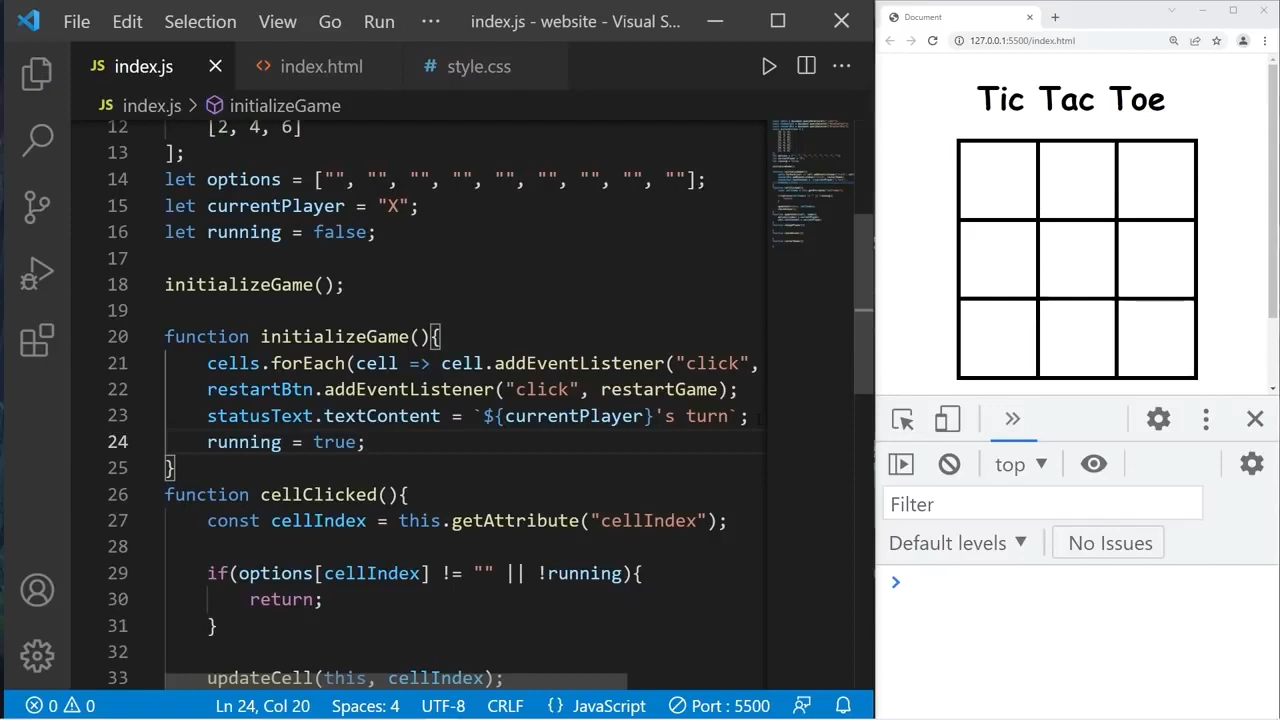 File Edit Selection View Go Run ··· index.js - website - Visual S...
JS index.js
<> index.html
# style.css
JS index.js > initializeGame
12 [2, 4, 6]
13 ];
14 let options = ["", "", "", "", "", "", "", "", ""];
15 let currentPlayer = "X";
16 let running = false;
17
18 initializeGame();
19
20 function initializeGame(){
21 cells.forEach(cell => cell.addEventListener("click",
22 restartBtn.addEventListener("click", restartGame);
23 statusText.textContent = `${currentPlayer}'s turn`;
24 running = true;
25 }
26 function cellClicked(){
27 const cellIndex = this.getAttribute("cellIndex");
28
29 if(options[cellIndex] != "" || !running){
30 return;
31 }
32
33 updateCell(this, cellIndex);
0 0 Ln 24, Col 20 Spaces: 4 UTF-8 CRLF {} JavaScript Port : 5500
Document
127.0.0.1:5500/index.html
Tic Tac Toe
top
Filter
Default levels
No Issues